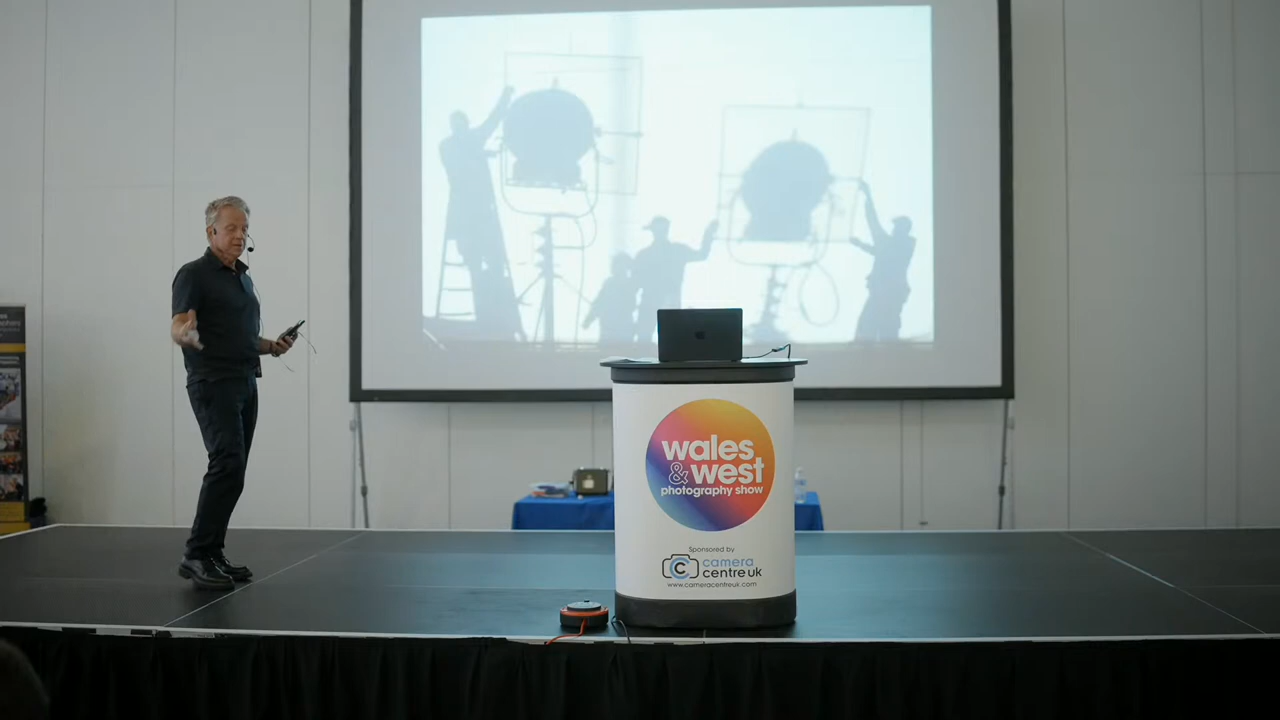 wales
& west
photography show
Sponsored by
camera
centre uk
www.cameracentreuk.com